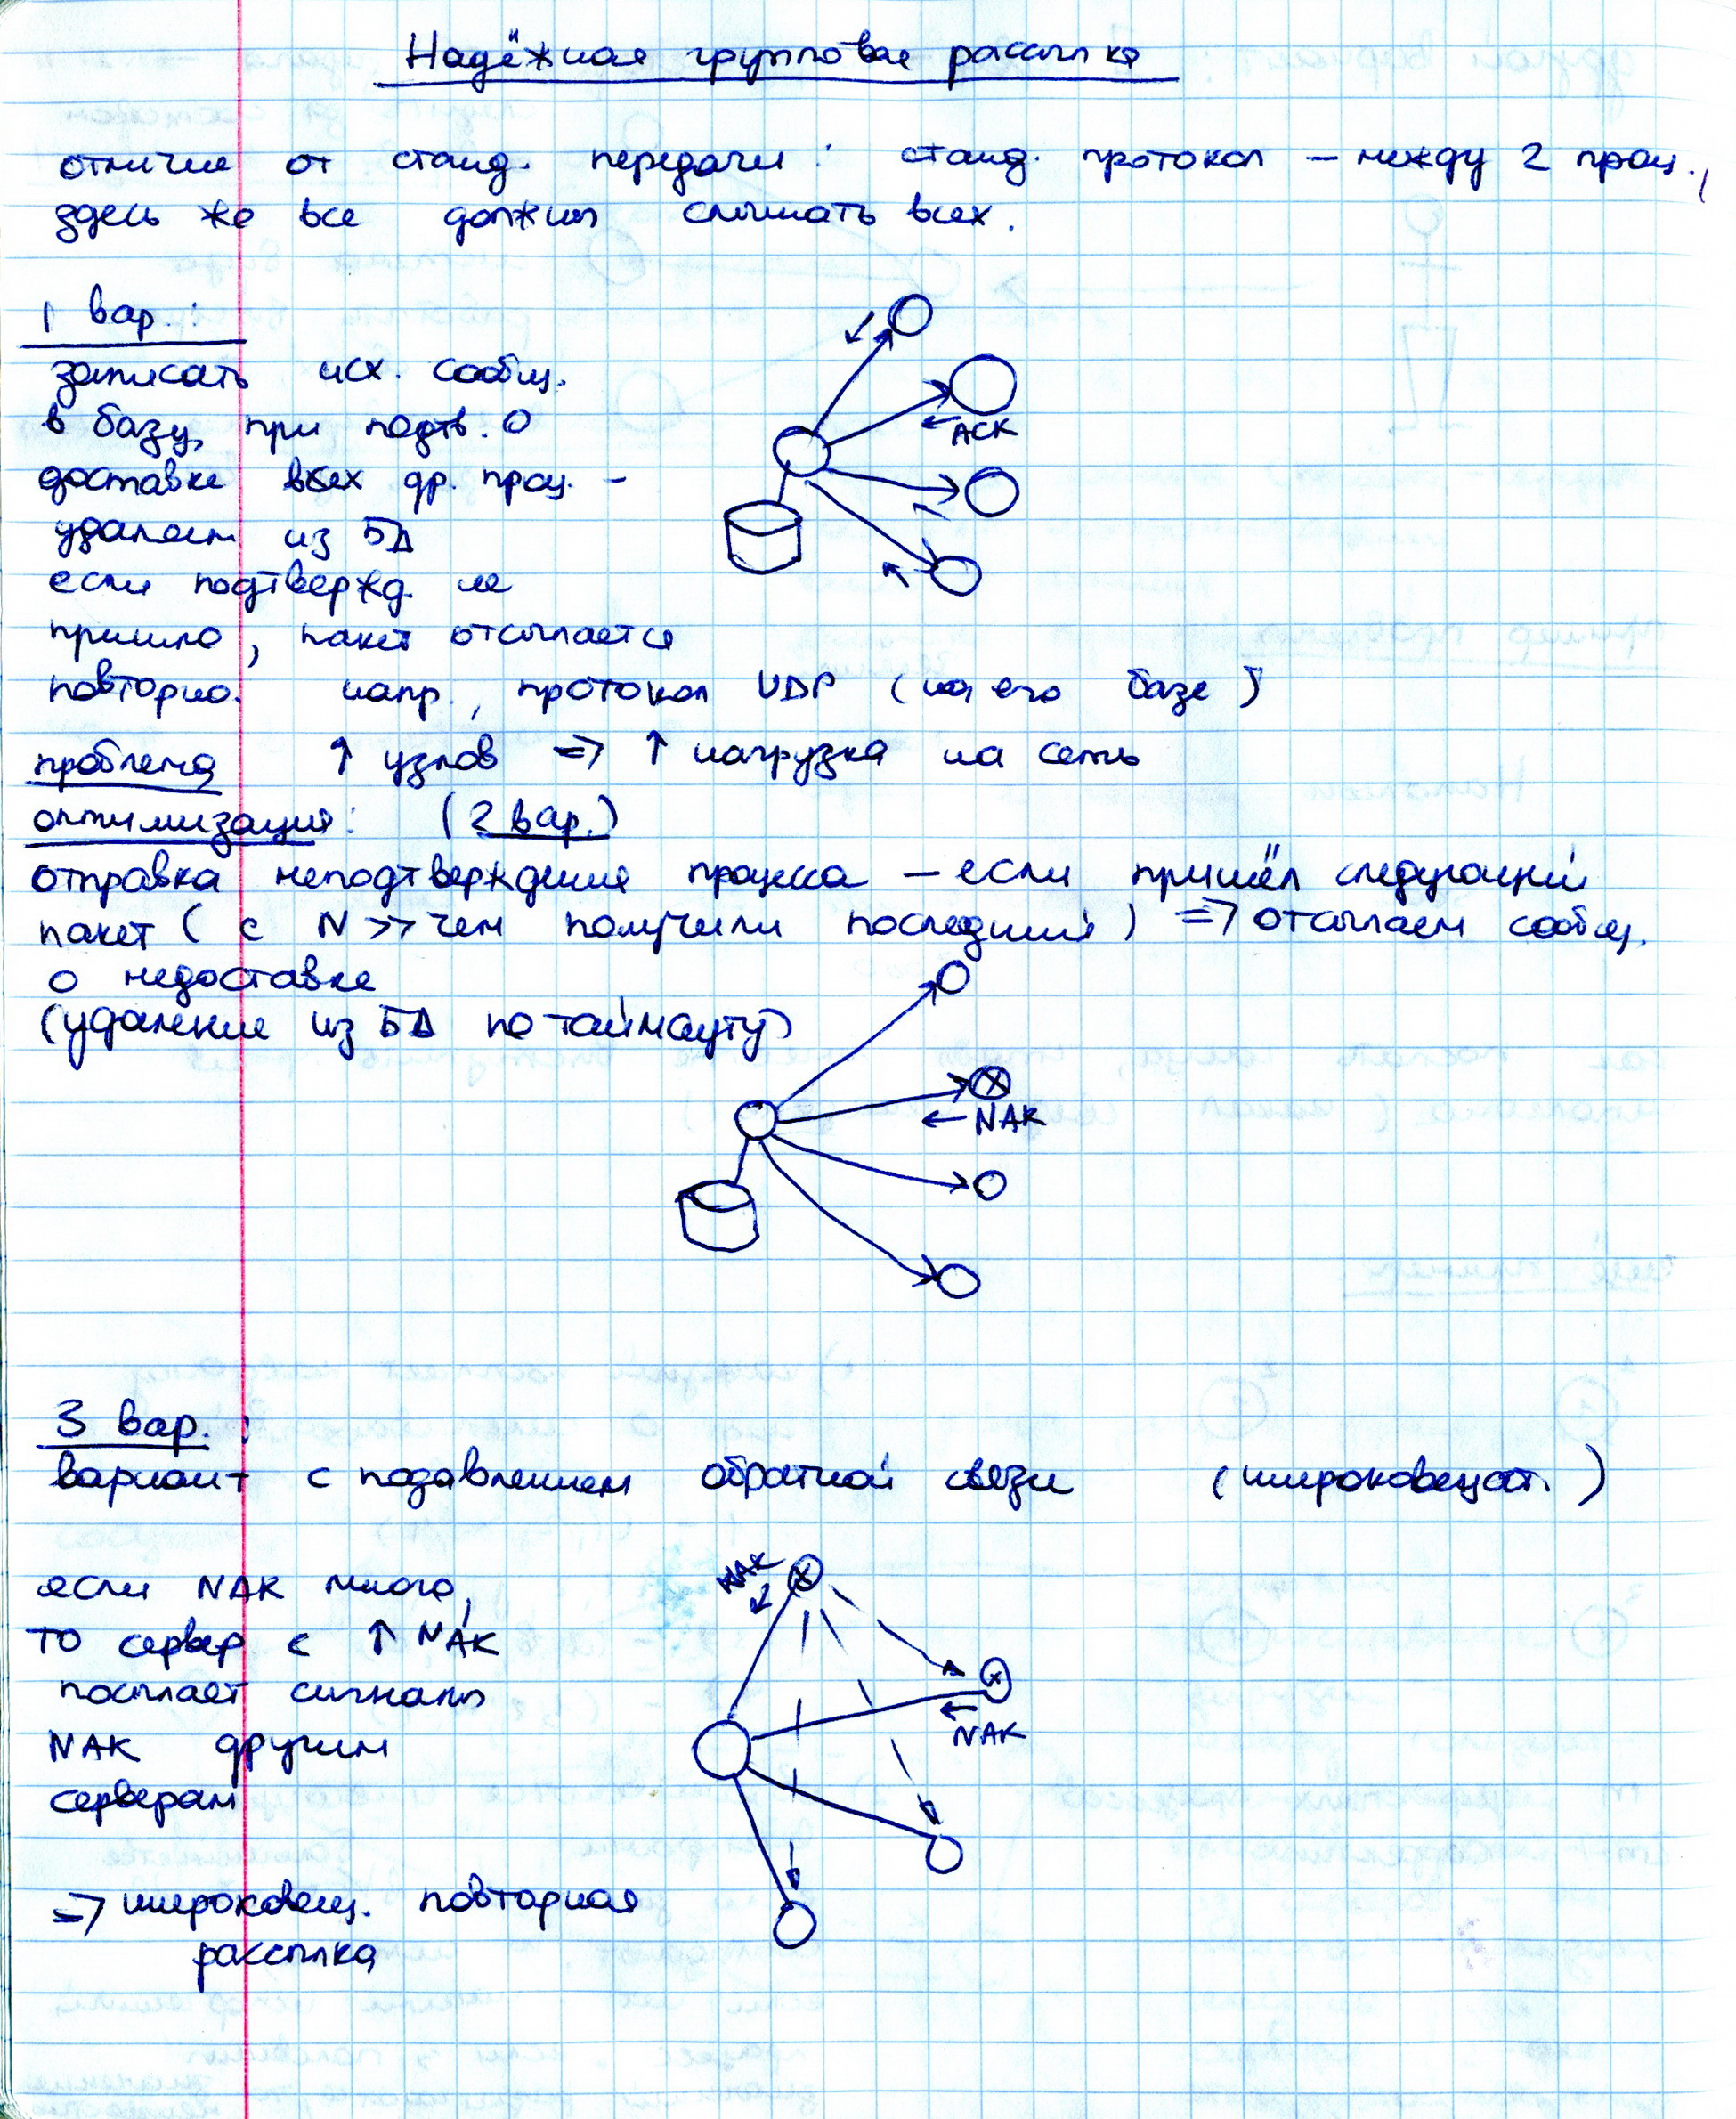 Надёжная групповая рассылка
отличие от станд. передачи: станд. протокол – между 2 проц.,
здесь же все должны слышать всех.
1 вар.:
записать исх. сообщ.
в базу, при подтв. о
доставке всех др. проц. –
удаляем из БД
если подтвержд. не
пришло, пакет отсылается
повторно. напр., протокол UDP (на его базе)
ACK
проблема ↑ узлов => ↑ нагрузка на сеть
оптимизация: (2 вар.)
отправка неподтверждения процесса – если пришёл следующий
пакет (с N >> чем получили последний) => отсылаем сообщ.
о недоставке
(удаление из БД по таймауту)
NAK
3 вар.:
вариант с подавлением обратной связи (широковещат.)
если NAK много,
то сервер с ↑ NAK
посылает сигналы
NAK другим
серверам
=> широковещ. повторная
рассылка
NAK
NAK